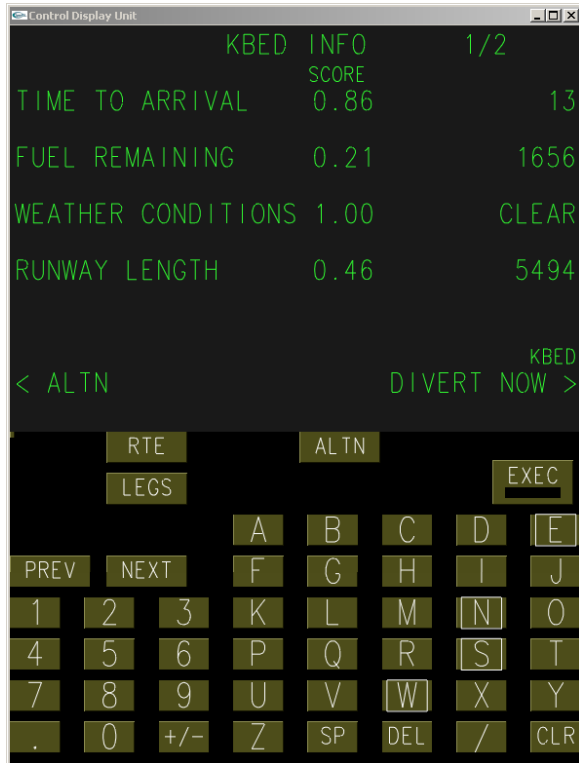 Control Display Unit
KBED INFO 1/2
SCORE
TIME TO ARRIVAL 0.86 13
FUEL REMAINING 0.21 1656
WEATHER CONDITIONS 1.00 CLEAR
RUNWAY LENGTH 0.46 5494
KBED
< ALTN DIVERT NOW >
RTE ALTN
LEGS EXEC
A B C D E
PREV NEXT F G H I J
1 2 3 K L M N O
4 5 6 P Q R S T
7 8 9 U V W X Y
. 0 +/- Z SP DEL / CLR